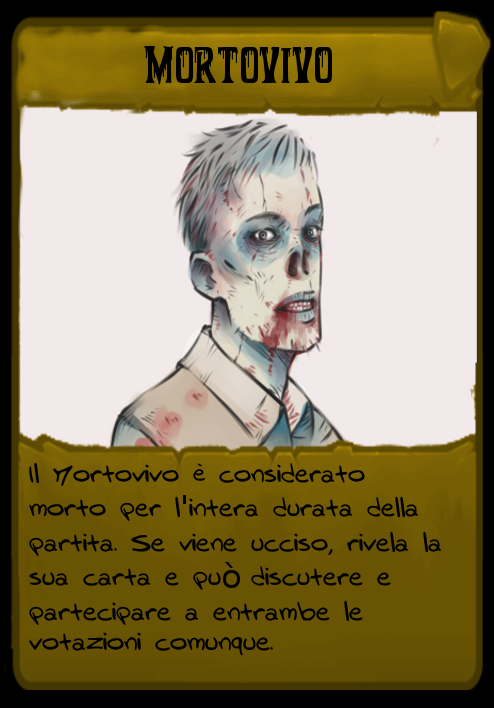 MORTOVIVO
Il Mortovivo è considerato
morto per l'intera durata della
partita. Se viene ucciso, rivela la
sua carta e puÒ discutere e
partecipare a entrambe le
votazioni comunque.